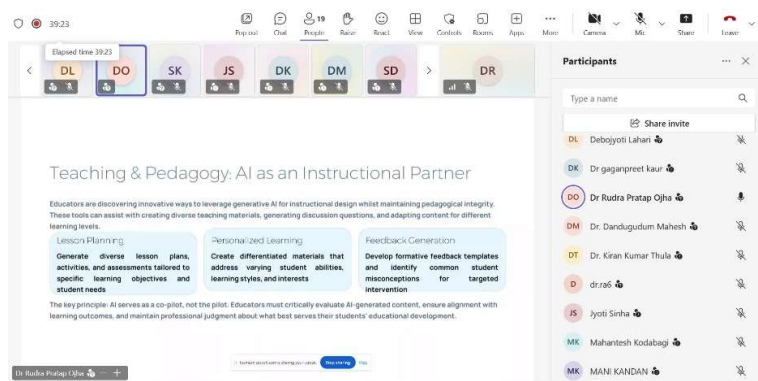 39:23
19
Pop out Chat People Raise React View Controls Rooms Apps More Camera Mic Share Leave
Elapsed time 39:23
DL DO SK JS DK DM SD DR
Participants
Type a name
Share invite
DL Debojyoti Lahari
DK Dr gaganpreet kaur
DO Dr Rudra Pratap Ojha
DM Dr. Dandugudum Mahesh
DT Dr. Kiran Kumar Thula
D dr.ra6
JS Jyoti Sinha
MK Mahantesh Kodabagi
MK MANI KANDAN
Teaching & Pedagogy: AI as an Instructional Partner
Educators are discovering innovative ways to leverage generative AI for instructional design whilst maintaining pedagogical integrity.
These tools can assist with creating diverse teaching materials, generating discussion questions, and adapting content for different
learning levels.
Lesson Planning
Generate diverse lesson plans,
activities, and assessments tailored to
specific learning objectives and
student needs
Personalized Learning
Create differentiated materials that
address varying student abilities,
learning styles, and interests
Feedback Generation
Develop formative feedback templates
and identify common student
misconceptions for targeted
intervention
The key principle: AI serves as a co-pilot, not the pilot. Educators must critically evaluate AI-generated content, ensure alignment with
learning outcomes, and maintain professional judgment about what best serves their students' educational development.
Stop sharing Hide
Dr Rudra Pratap Ojha